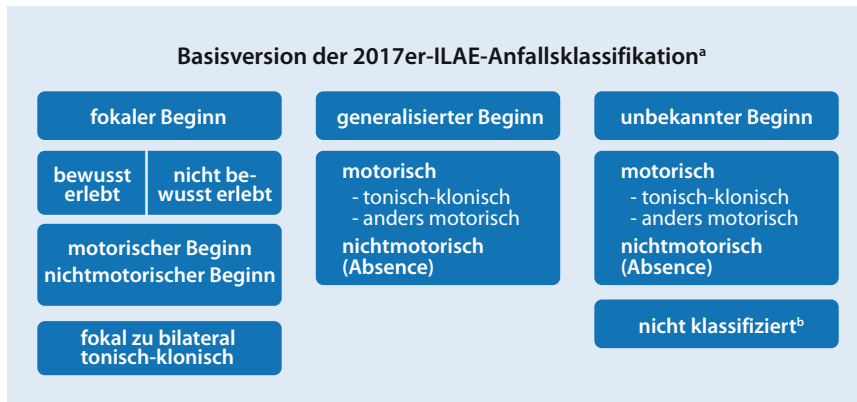 Basisversion der 2017er-ILAE-Anfallsklassifikationᵃ
fokaler Beginn
bewusst
erlebt
nicht be-
wusst erlebt
motorischer Beginn
nichtmotorischer Beginn
fokal zu bilateral
tonisch-klonisch
generalisierter Beginn
motorisch
- tonisch-klonisch
- anders motorisch
nichtmotorisch
(Absence)
unbekannter Beginn
motorisch
- tonisch-klonisch
- anders motorisch
nichtmotorisch
(Absence)
nicht klassifiziertᵇ